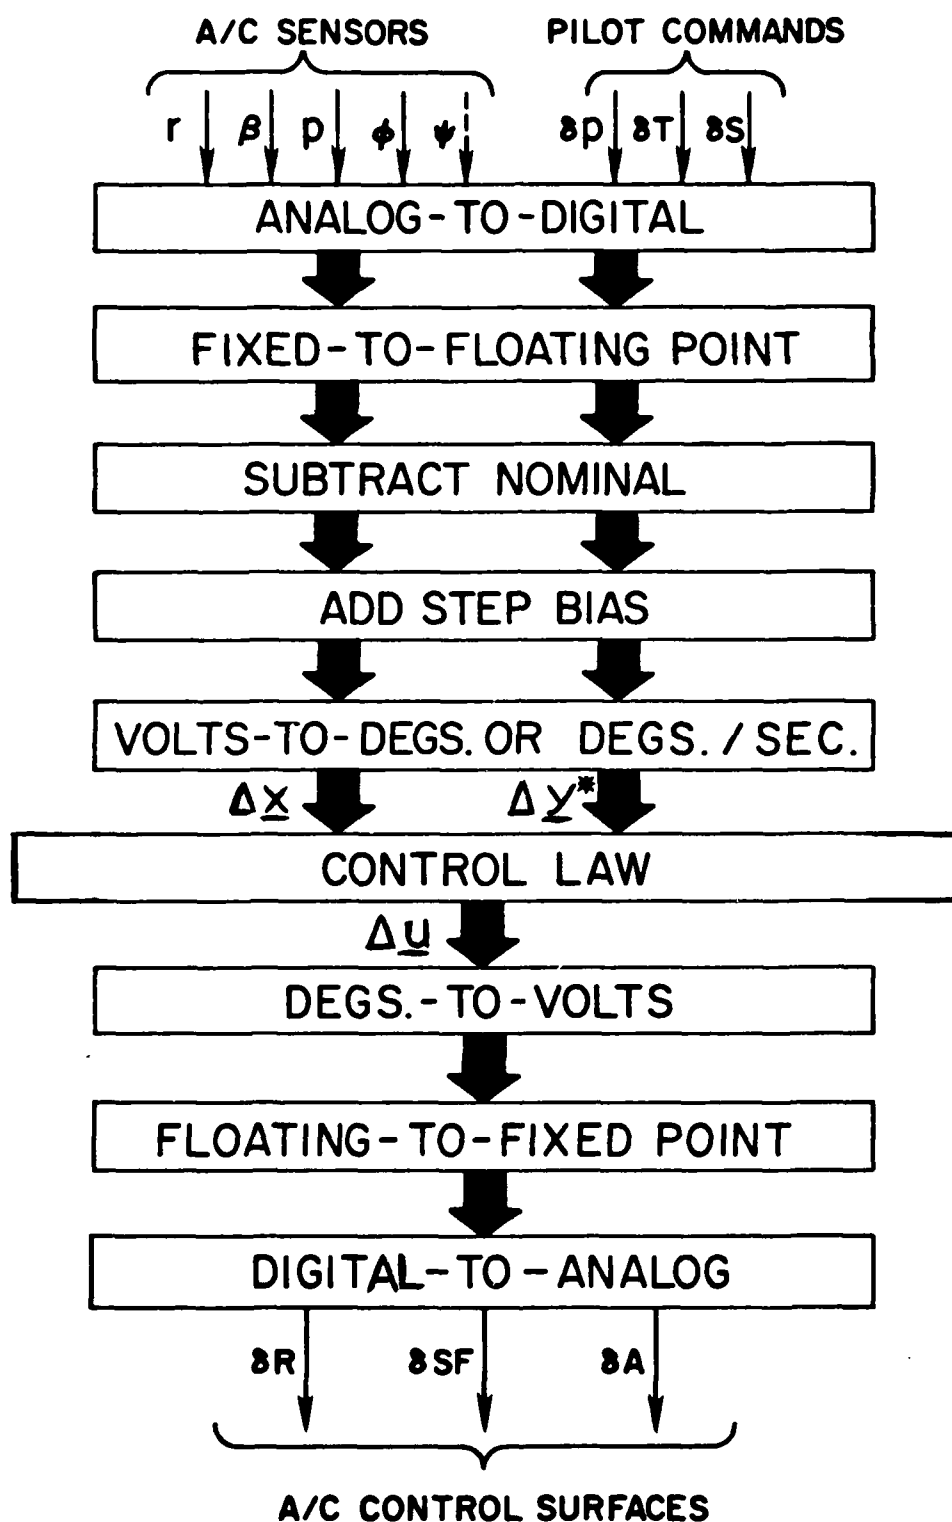 A/C SENSORS PILOT COMMANDS
r β p ϕ ψ δp δT δS
ANALOG-TO-DIGITAL
FIXED-TO-FLOATING POINT
SUBTRACT NOMINAL
ADD STEP BIAS
VOLTS-TO-DEGS. OR DEGS./SEC.
Δx Δy*
CONTROL LAW
Δu
DEGS.-TO-VOLTS
FLOATING-TO-FIXED POINT
DIGITAL-TO-ANALOG
δR δSF δA
A/C CONTROL SURFACES